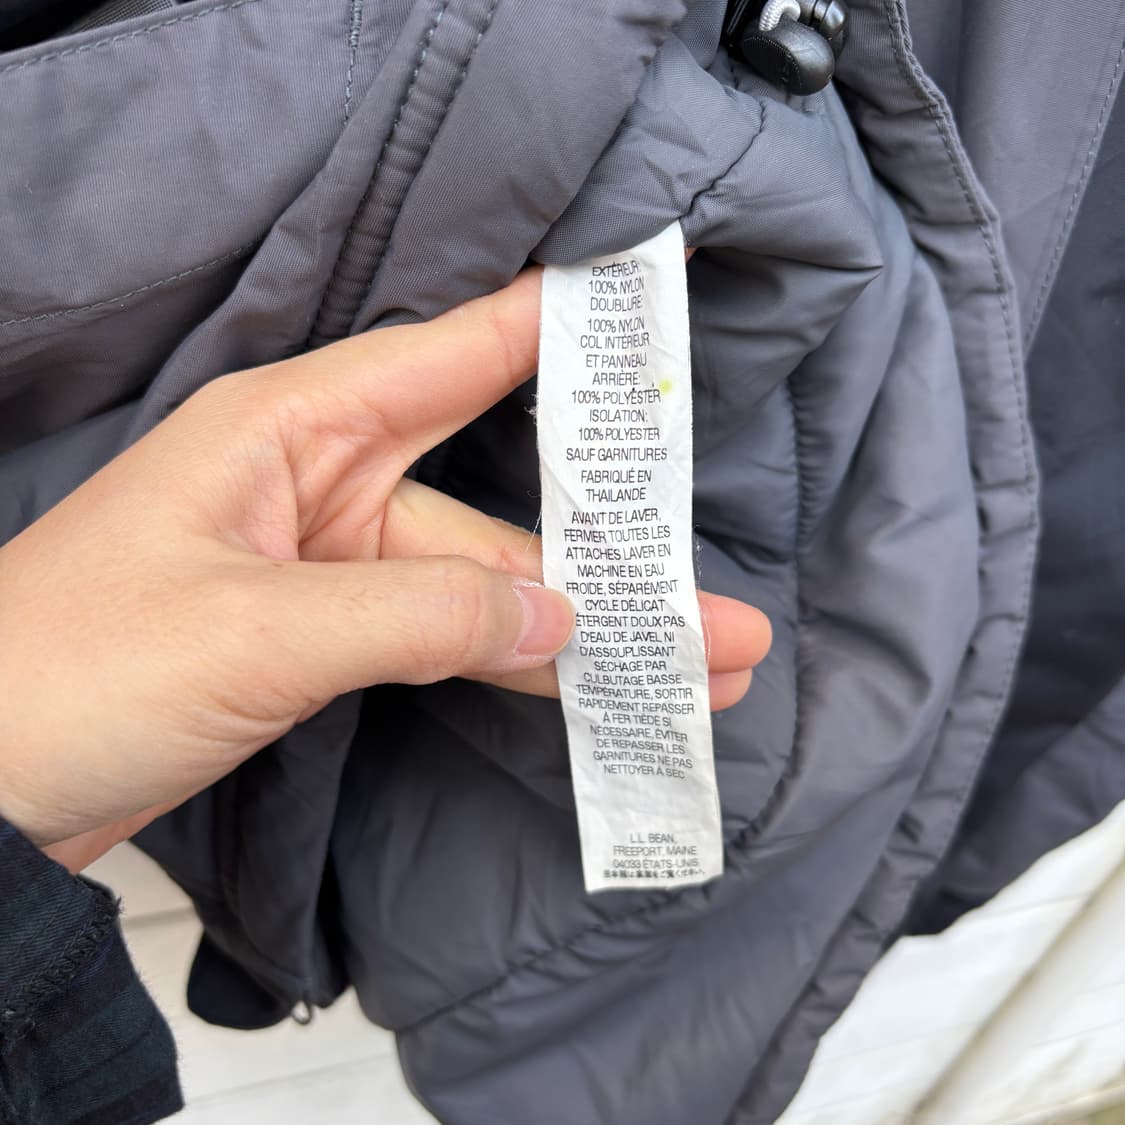 EXTÉRIEUR:
100% NYLON
DOUBLURE:
100% NYLON
COL INTÉRIEUR
ET PANNEAU
ARRIÈRE:
100% POLYESTER
ISOLATION:
100% POLYESTER
SAUF GARNITURES
FABRIQUÉ EN
THAILANDE
AVANT DE LAVER,
FERMER TOUTES LES
ATTACHES LAVER EN
MACHINE EN EAU
FROIDE, SÉPARÉMENT
CYCLE DÉLICAT
DOUX PAS
D'EAU DE JAVEL, NI
D'ASSOUPLISSANT
SÉCHAGE PAR
CULBUTAGE BASSE
TEMPÉRATURE, SORTIR
RAPIDEMENT REPASSER
À FER TIÈDE SI
NÉCESSAIRE, ÉVITER
DE REPASSER LES
GARNITURES NE PAS
NETTOYER À SEC
L.L. BEAN,
FREEPORT, MAINE
04033 ÉTATS-UNIS